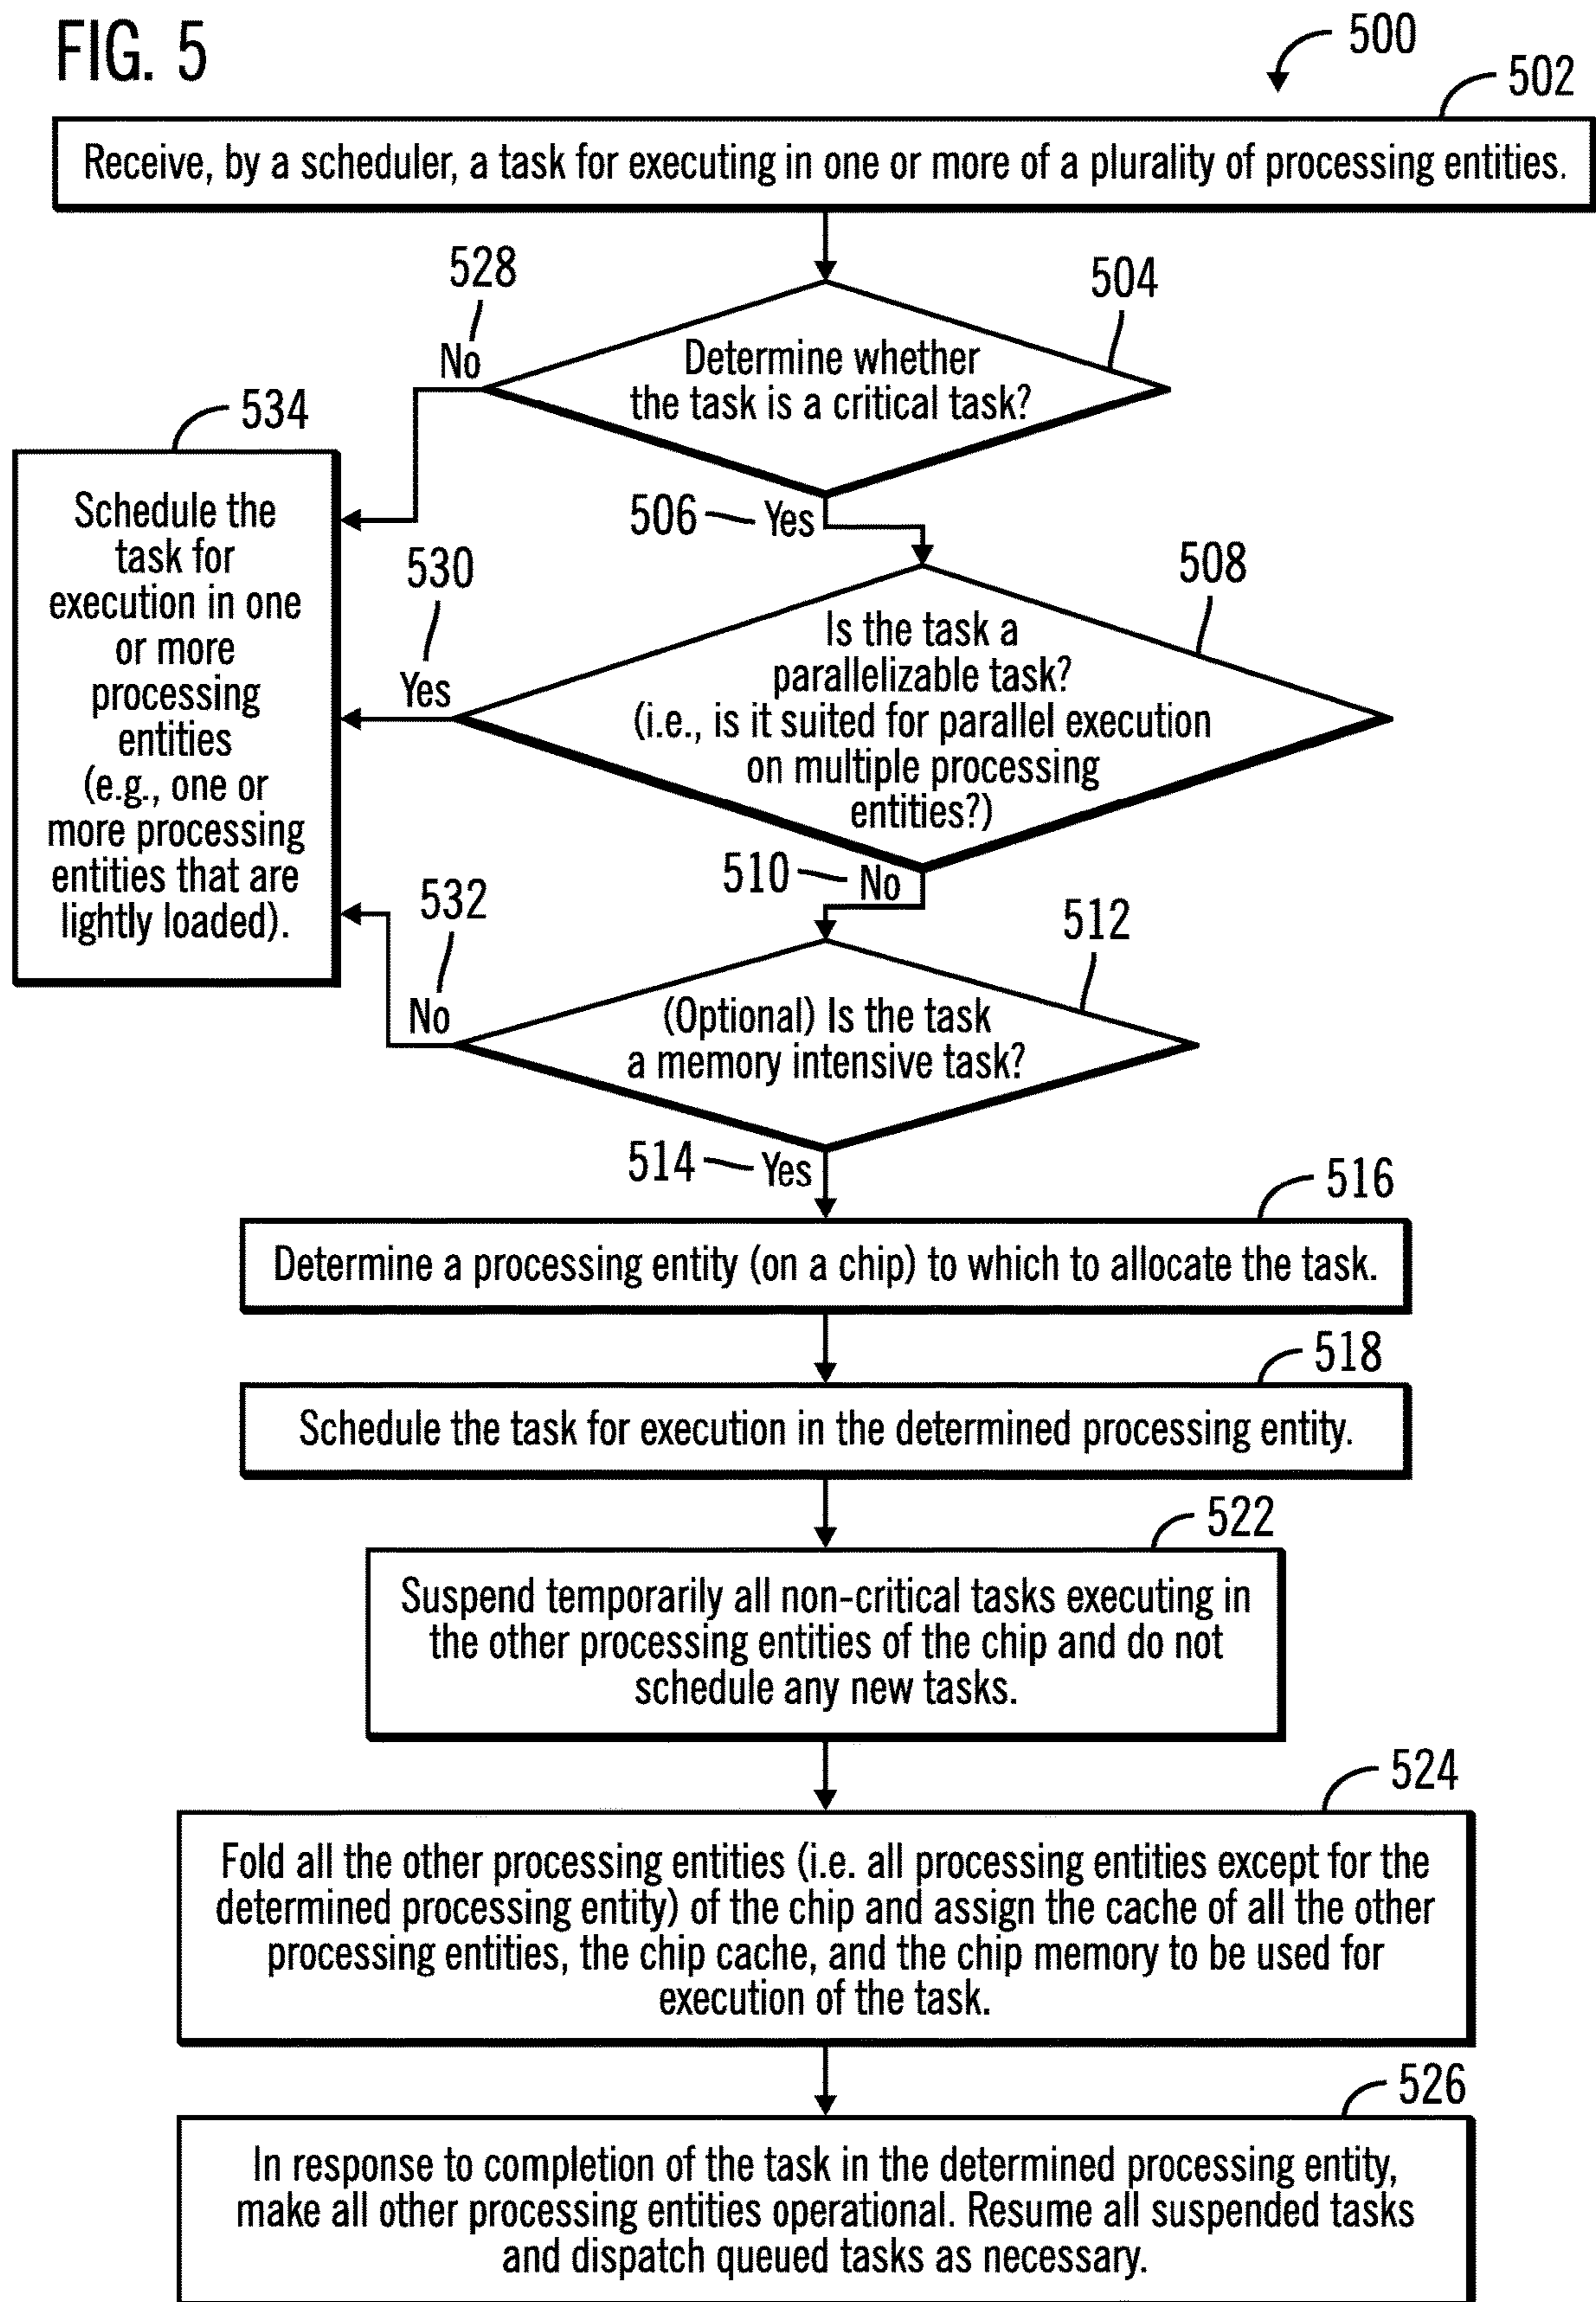 FIG. 5
500
502
Receive, by a scheduler, a task for executing in one or more of a plurality of processing entities.
528
504
No
Determine whether
the task is a critical task?
534
506
Yes
Schedule the
task for
execution in one
or more
processing
entities
(e.g., one or
more processing
entities that are
lightly loaded).
530
Yes
508
Is the task a
parallelizable task?
(i.e., is it suited for parallel execution
on multiple processing
entities?)
510
No
532
No
512
(Optional) Is the task
a memory intensive task?
514
Yes
516
Determine a processing entity (on a chip) to which to allocate the task.
518
Schedule the task for execution in the determined processing entity.
522
Suspend temporarily all non-critical tasks executing in
the other processing entities of the chip and do not
schedule any new tasks.
524
Fold all the other processing entities (i.e. all processing entities except for the
determined processing entity) of the chip and assign the cache of all the other
processing entities, the chip cache, and the chip memory to be used for
execution of the task.
526
In response to completion of the task in the determined processing entity,
make all other processing entities operational. Resume all suspended tasks
and dispatch queued tasks as necessary.